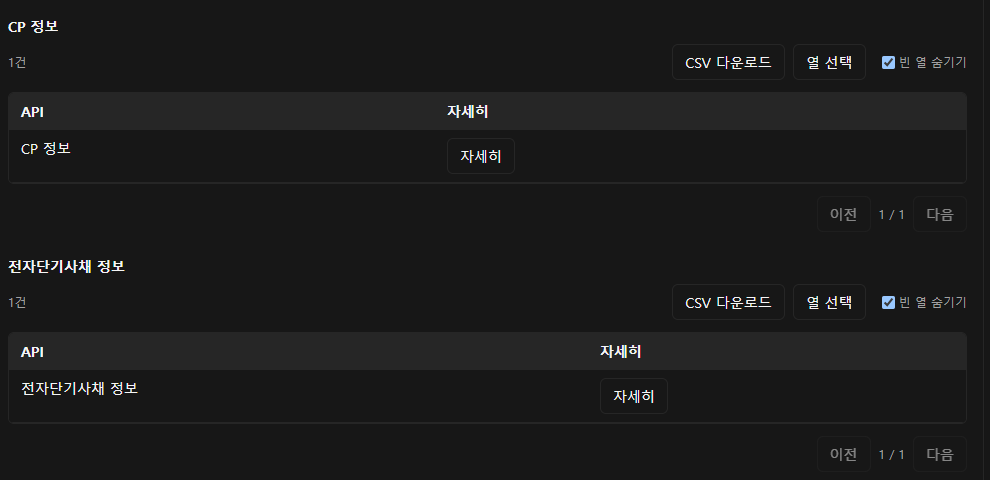 CP 정보
1건 CSV 다운로드 열 선택 빈 열 숨기기
API 자세히
CP 정보 자세히
이전 1 / 1 다음
전자단기사채 정보
1건 CSV 다운로드 열 선택 빈 열 숨기기
API 자세히
전자단기사채 정보 자세히
이전 1 / 1 다음